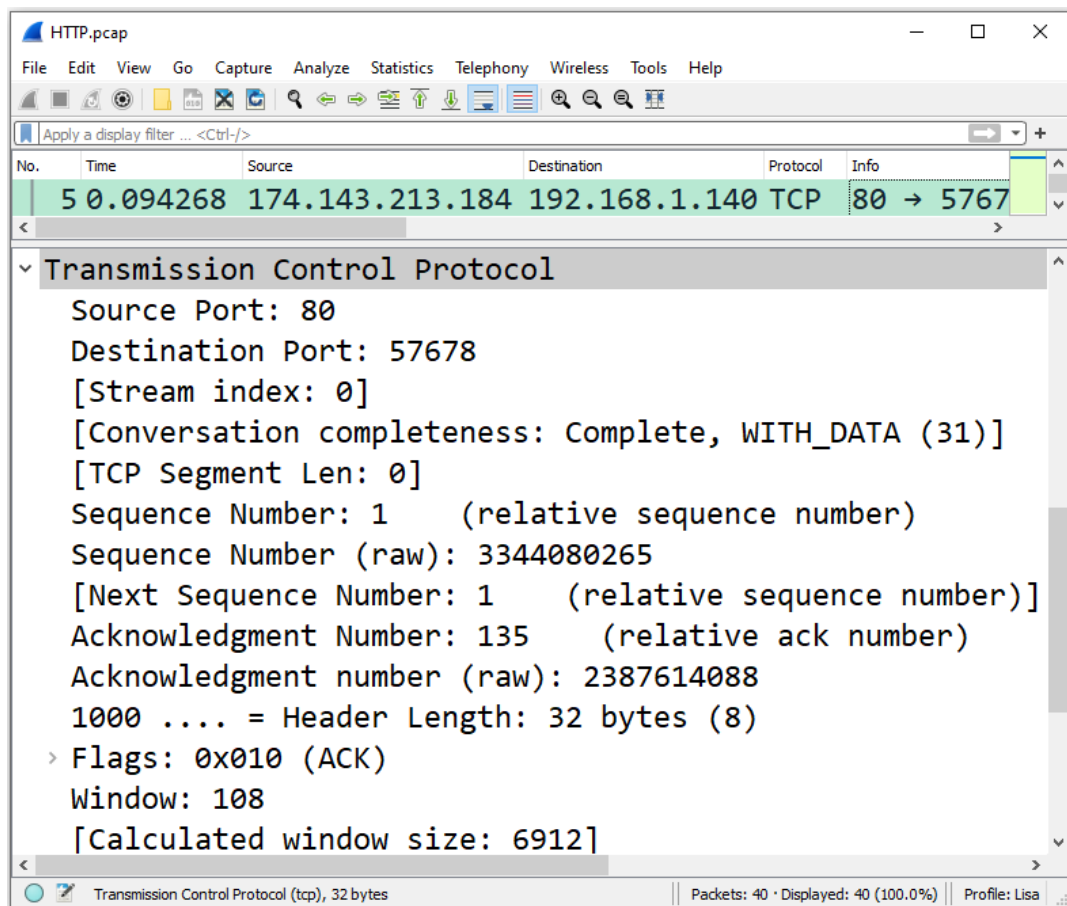 HTTP.pcap
File Edit View Go Capture Analyze Statistics Telephony Wireless Tools Help
Apply a display filter ... <Ctrl-/>
No. Time Source Destination Protocol Info
5 0.094268 174.143.213.184 192.168.1.140 TCP 80 → 5767
Transmission Control Protocol
Source Port: 80
Destination Port: 57678
[Stream index: 0]
[Conversation completeness: Complete, WITH_DATA (31)]
[TCP Segment Len: 0]
Sequence Number: 1 (relative sequence number)
Sequence Number (raw): 3344080265
[Next Sequence Number: 1 (relative sequence number)]
Acknowledgment Number: 135 (relative ack number)
Acknowledgment number (raw): 2387614088
1000 .... = Header Length: 32 bytes (8)
Flags: 0x010 (ACK)
Window: 108
[Calculated window size: 6912]
Transmission Control Protocol (tcp), 32 bytes Packets: 40 · Displayed: 40 (100.0%) Profile: Lisa